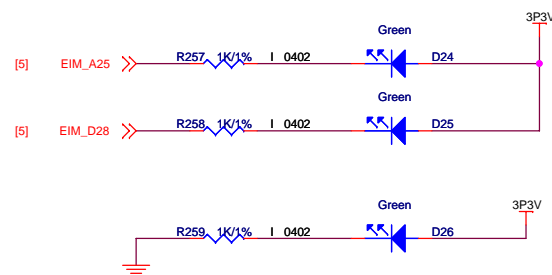 3P3V
Green
[5] EIM_A25 R257 1K/1% I 0402 D24
Green
[5] EIM_D28 R258 1K/1% I 0402 D25
3P3V
Green
R259 1K/1% I 0402 D26